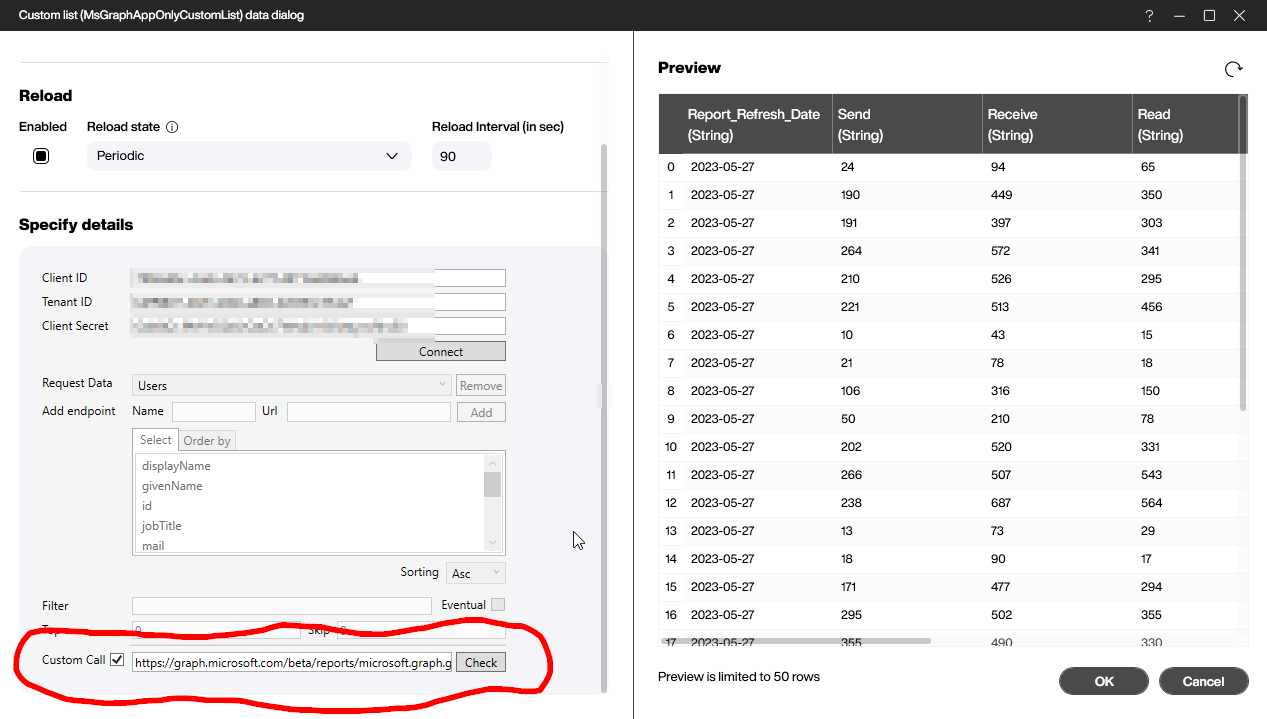 Custom list (MsGraphAppOnlyCustomList) data dialog
?
Reload
Enabled Reload state Reload Interval (in sec)
Periodic 90
Specify details
Client ID
Tenant ID
Client Secret
Connect
Request Data Users Remove
Add endpoint Name Url Add
Select Order by
displayName
givenName
id
jobTitle
mail
Sorting Asc
Filter Eventual
Top 0 Skip 0
Custom Call https://graph.microsoft.com/beta/reports/microsoft.graph.g Check
Preview
Report_Refresh_Date Send Receive Read
(String) (String) (String) (String)
0 2023-05-27 24 94 65
1 2023-05-27 190 449 350
2 2023-05-27 191 397 303
3 2023-05-27 264 572 341
4 2023-05-27 210 526 295
5 2023-05-27 221 513 456
6 2023-05-27 10 43 15
7 2023-05-27 21 78 18
8 2023-05-27 106 316 150
9 2023-05-27 50 210 78
10 2023-05-27 202 520 331
11 2023-05-27 266 507 543
12 2023-05-27 238 687 564
13 2023-05-27 13 73 29
14 2023-05-27 18 90 17
15 2023-05-27 171 477 294
16 2023-05-27 295 502 355
17 2023-05-27 355 490 330
Preview is limited to 50 rows
OK Cancel